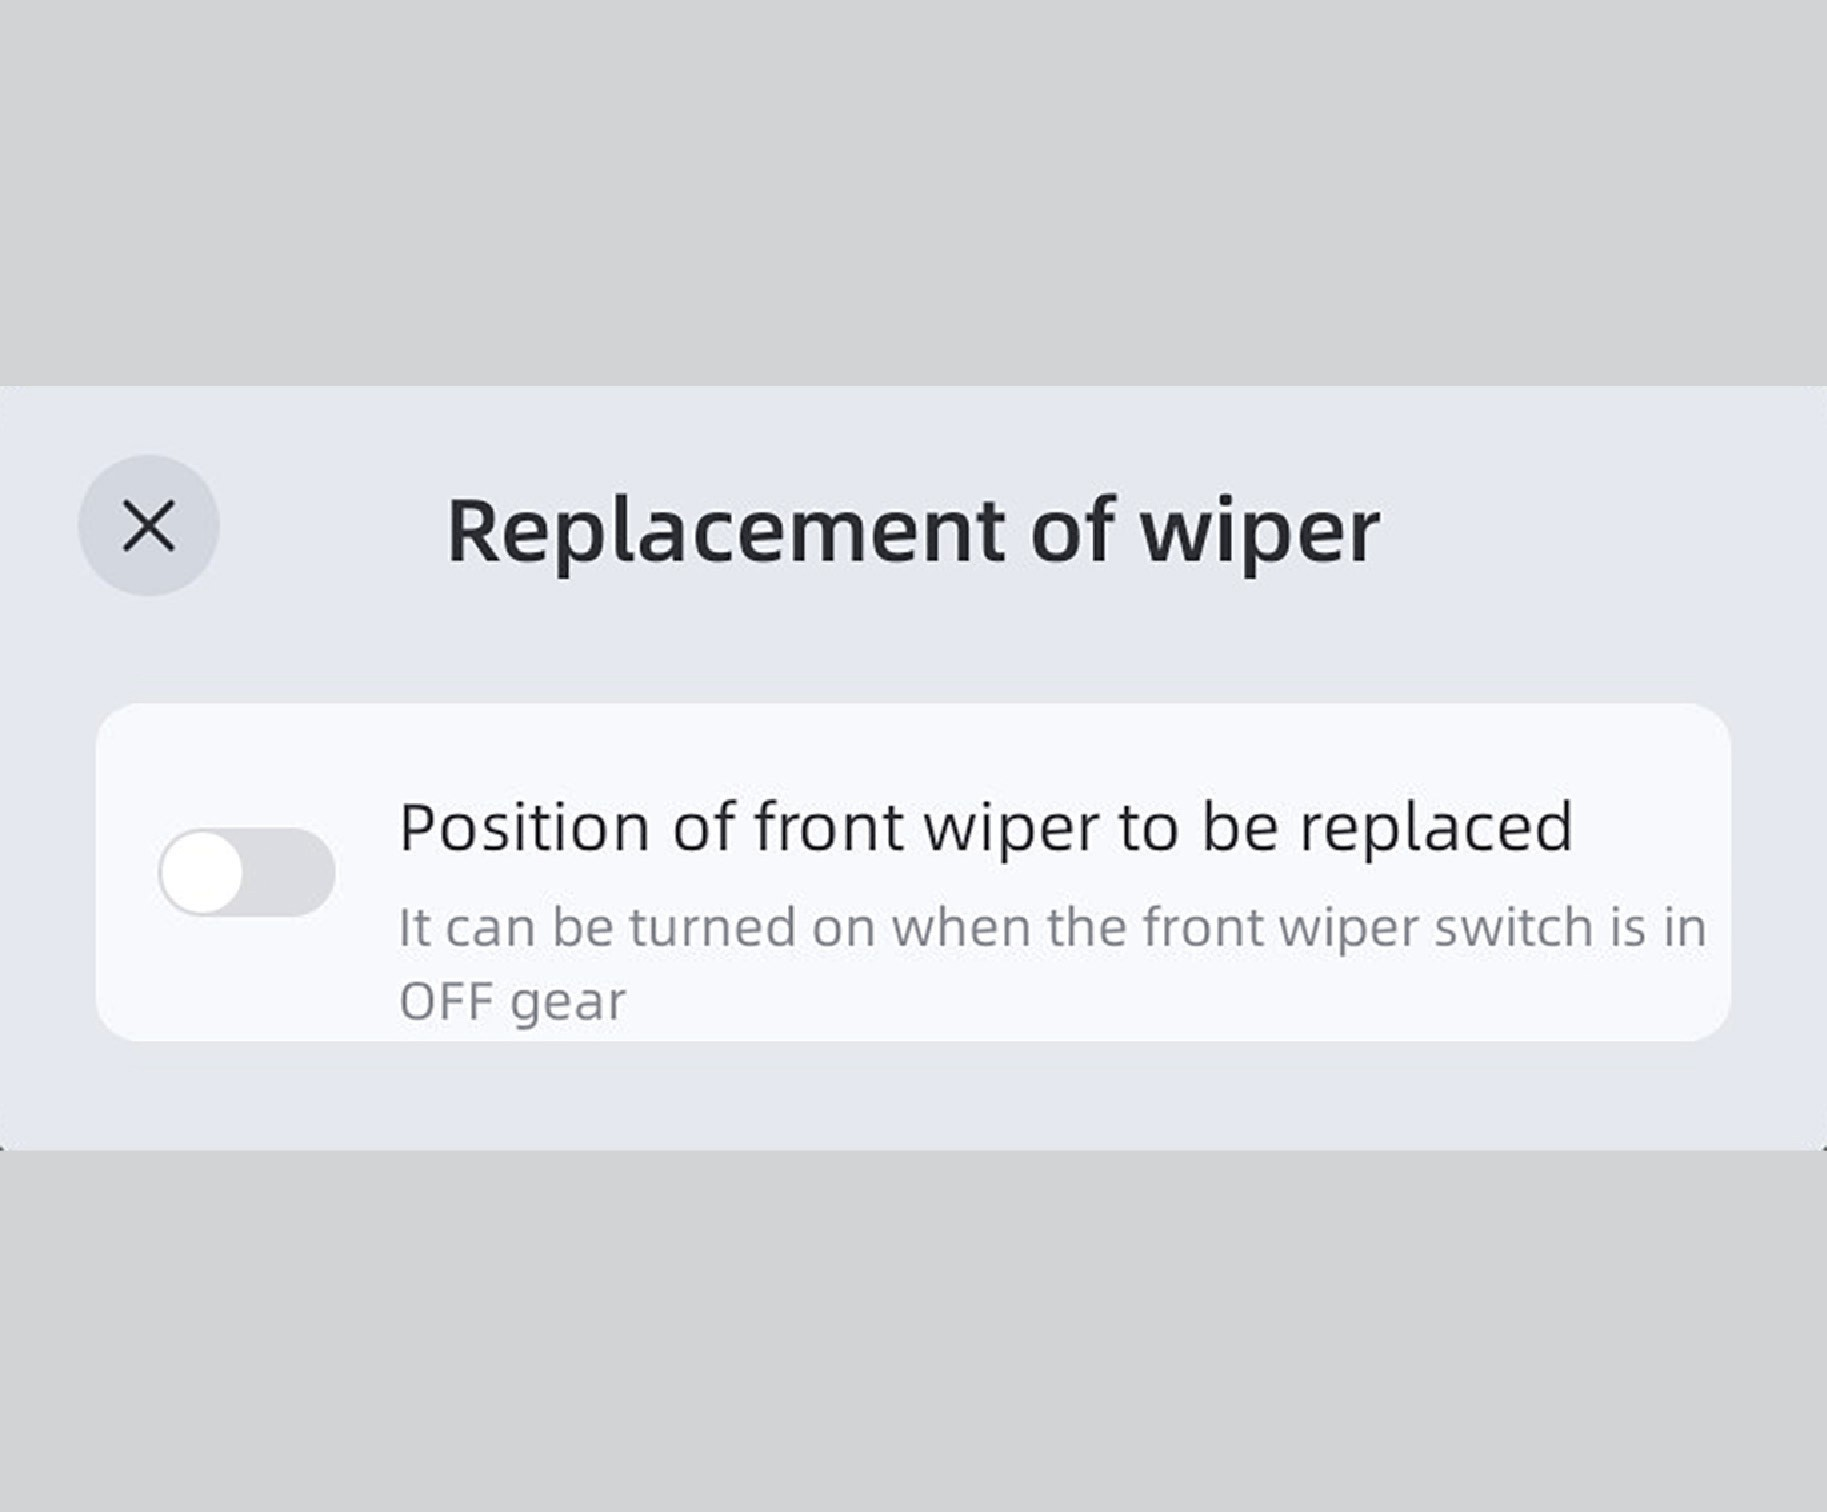 Replacement of wiper
Position of front wiper to be replaced
It can be turned on when the front wiper switch is in
OFF gear